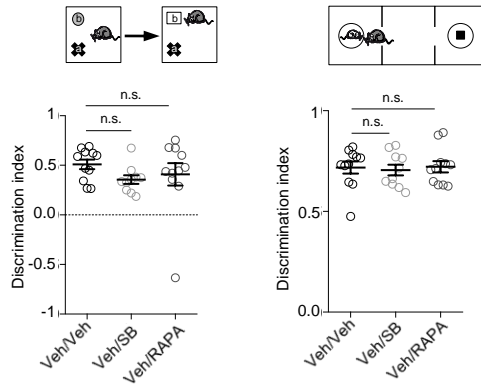 b
b
n.s.
n.s.
1
0.5
0.0
-0.5
-1
Discrimination index
Veh/Veh
Veh/SB
Veh/RAPA
n.s.
n.s.
1.0
0.5
0.0
Discrimination index
Veh/Veh
Veh/SB
Veh/RAPA